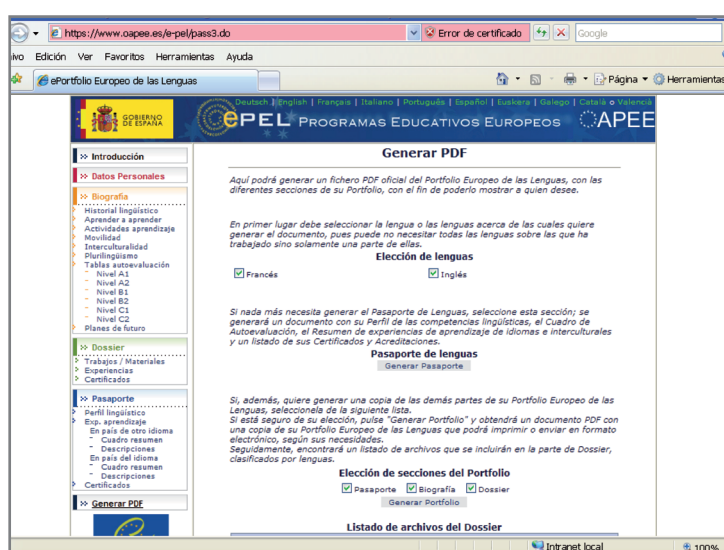 https://www.oapee.es/e-pel/pass3.do
Error de certificado
Google
ivo Edición Ver Favoritos Herramientas Ayuda
ePortfolio Europeo de las Lenguas
Página
Herramientas
Deutsch | English | Français | Italiano | Português | Español | Euskera | Galego | Català o Valencià
GOBIERNO
DE ESPAÑA
ePEL PROGRAMAS EDUCATIVOS EUROPEOS
OAPEE
>> Introducción
>> Datos Personales
>> Biografía
Historial lingüístico
Aprender a aprender
Actividades aprendizaje
Movilidad
Interculturalidad
Plurilingüismo
Tablas autoevaluación
- Nivel A1
- Nivel A2
- Nivel B1
- Nivel B2
- Nivel C1
- Nivel C2
Planes de futuro
>> Dossier
Trabajos / Materiales
Experiencias
Certificados
>> Pasaporte
Perfil lingüístico
Exp. aprendizaje
En país de otro idioma
- Cuadro resumen
- Descripciones
En país del idioma
- Cuadro resumen
- Descripciones
Certificados
>> Generar PDF
Generar PDF
Aquí podrá generar un fichero PDF oficial del Portfolio Europeo de las Lenguas, con las
diferentes secciones de su Portfolio, con el fin de poderlo mostrar a quien desee.
En primer lugar debe seleccionar la lengua o las lenguas acerca de las cuales quiere
generar el documento, pues puede no necesitar todas las lenguas sobre las que ha
trabajado sino solamente una parte de ellas.
Elección de lenguas
Francés
Inglés
Si nada más necesita generar el Pasaporte de Lenguas, seleccione esta sección; se
generará un documento con su Perfil de las competencias lingüísticas, el Cuadro de
Autoevaluación, el Resumen de experiencias de aprendizaje de idiomas e interculturales
y un listado de sus Certificados y Acreditaciones.
Pasaporte de lenguas
Generar Pasaporte
Si, además, quiere generar una copia de las demás partes de su Portfolio Europeo de las
Lenguas, seleccionela de la siguiente lista.
Si está seguro de su elección, pulse "Generar Portfolio" y obtendrá un documento PDF con
una copia de su Portfolio Europeo de las Lenguas que podrá imprimir o enviar en formato
electrónico, según sus necesidades.
Seguidamente, encontrará un listado de archivos que se incluirán en la parte de Dossier,
clasificados por lenguas.
Elección de secciones del Portfolio
Pasaporte Biografía Dossier
Generar Portfolio
Listado de archivos del Dossier
Intranet local
100%